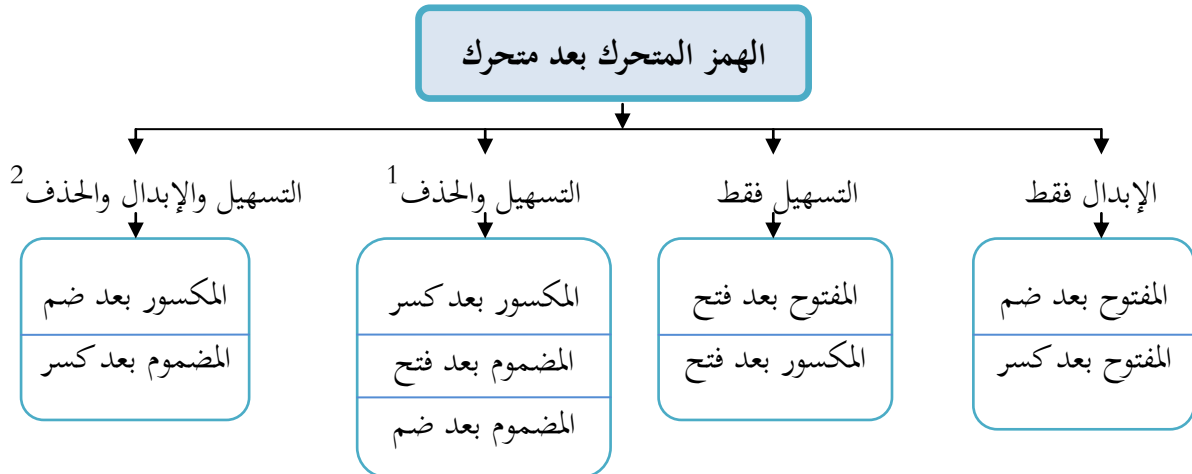 الهمز المتحرك بعد متحرك
الإبدال فقط
المفتوح بعد ضم
المفتوح بعد كسر
التسهيل فقط
المفتوح بعد فتح
المكسور بعد فتح
التسهيل والحذف1
المكسور بعد كسر
المضموم بعد فتح
المضموم بعد ضم
التسهيل والإبدال والحذف2
المكسور بعد ضم
المضموم بعد كسر